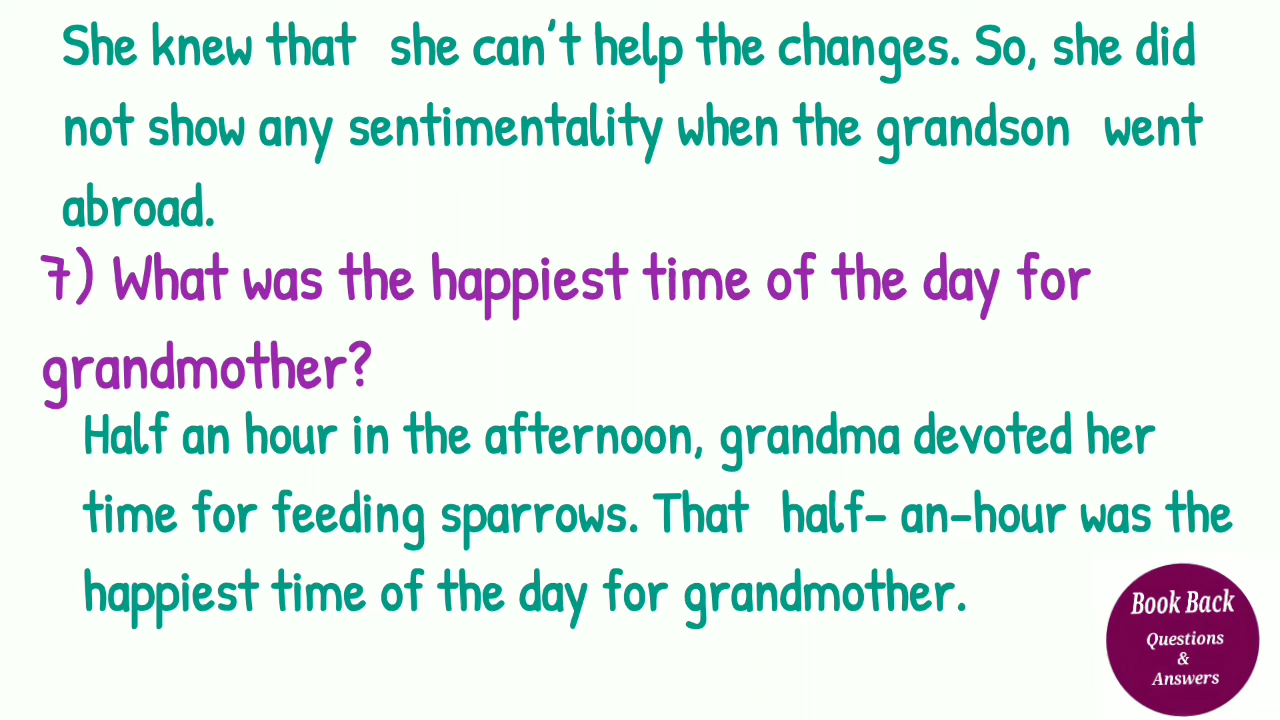 She knew that she can't help the changes. So, she did
not show any sentimentality when the grandson went
abroad.
7) What was the happiest time of the day for
grandmother?
Half an hour in the afternoon, grandma devoted her
time for feeding sparrows. That half- an-hour was the
happiest time of the day for grandmother.
Book Back
Questions
&
Answers